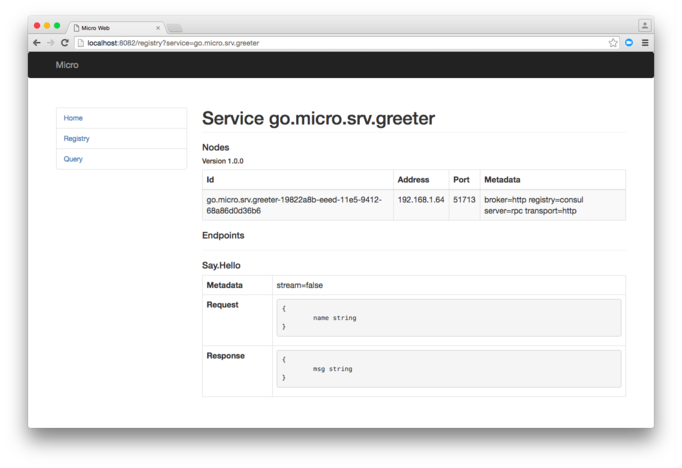 Micro Web
localhost:8082/registry?service=go.micro.srv.greeter
Micro
Home
Registry
Query
Service go.micro.srv.greeter
Nodes
Version 1.0.0
Id Address Port Metadata
go.micro.srv.greeter-19822a8b-eeed-11e5-9412- 192.168.1.64 51713 broker=http registry=consul
68a86d0d36b6 server=rpc transport=http
Endpoints
Say.Hello
Metadata stream=false
Request {
name string
}
Response {
msg string
}